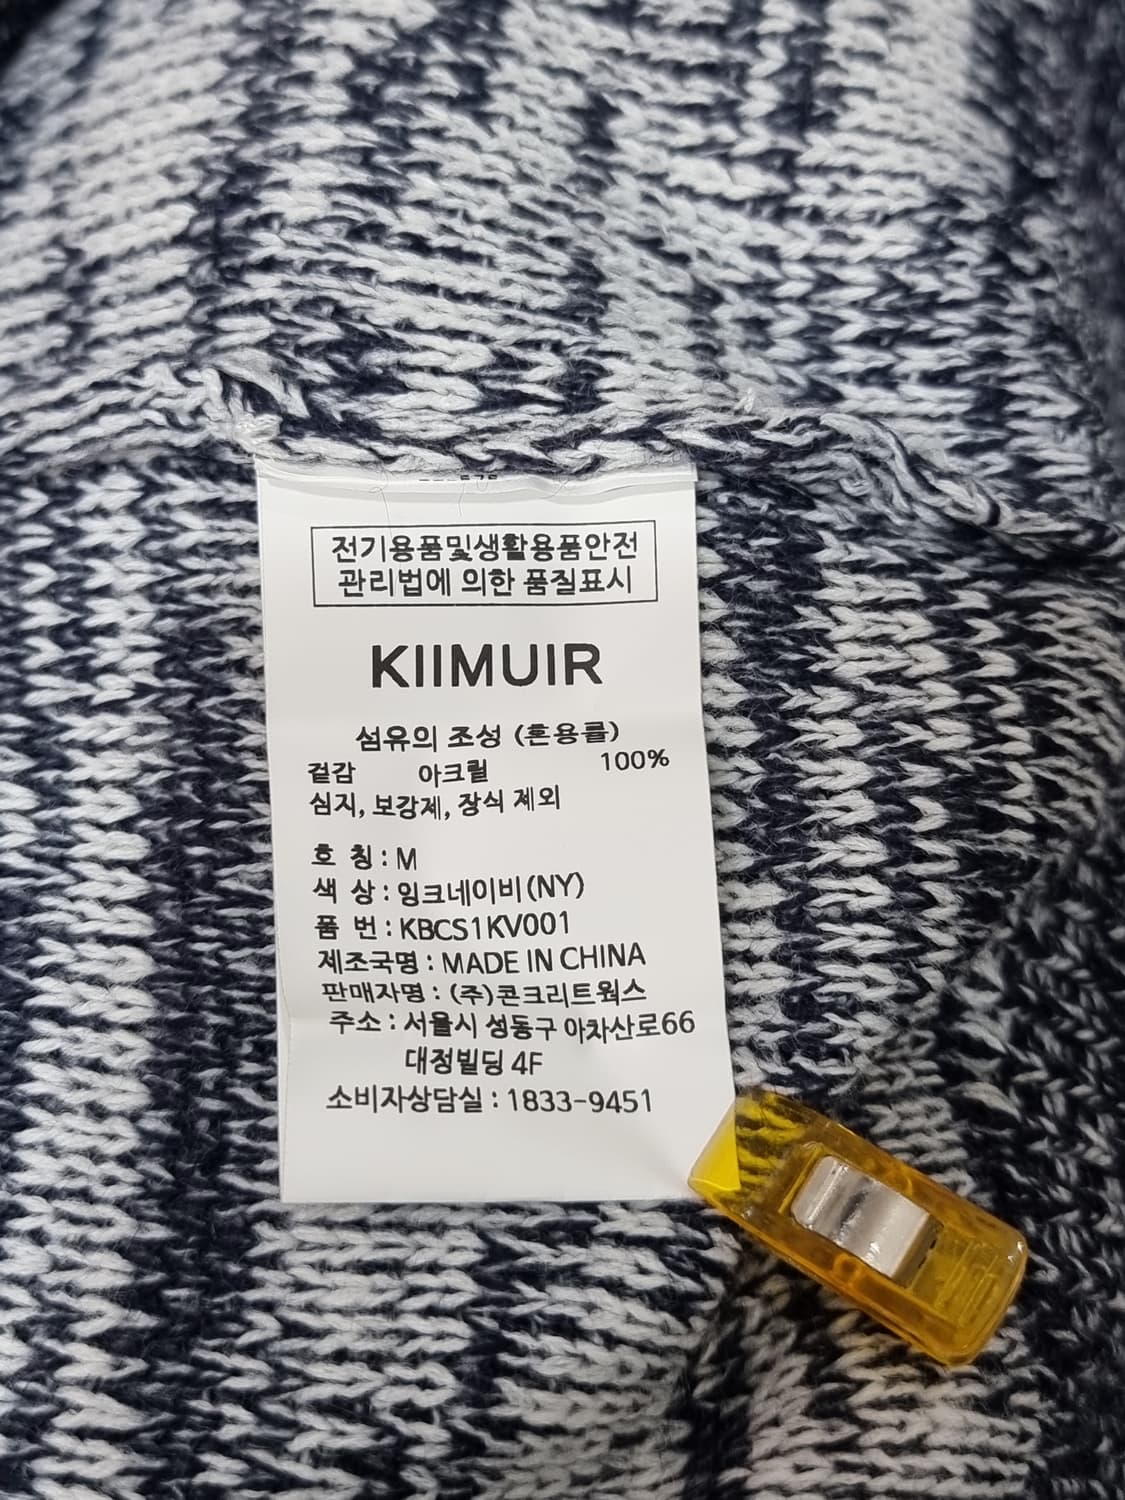 전기용품및생활용품안전
관리법에 의한 품질표시
KIIMUIR
섬유의 조성 (혼용률)
겉감 아크릴 100%
심지, 보강제, 장식 제외
호 칭 : M
색 상 : 잉크네이비(NY)
품 번 : KBCS1KV001
제조국명 : MADE IN CHINA
판매자명 : (주)콘크리트웍스
주소 : 서울시 성동구 아차산로66
대정빌딩 4F
소비자상담실 : 1833-9451